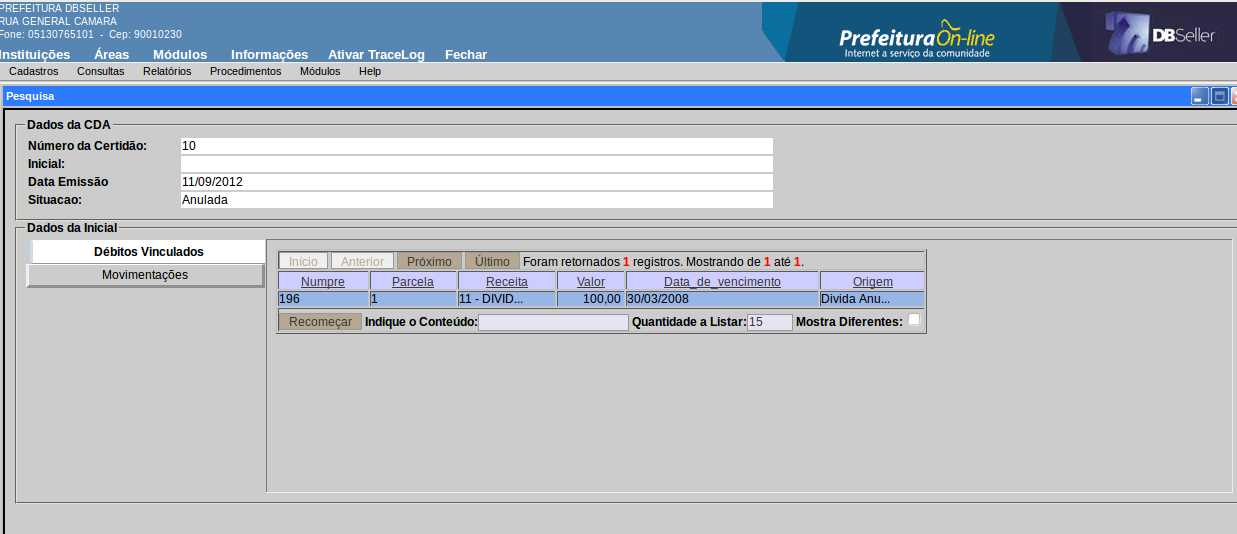 PREFEITURA DBSELLER
RUA GENERAL CAMARA
Fone: 05130765101 - Cep: 90010230
Instituições Áreas Módulos Informações Ativar TraceLog Fechar
PrefeituraOn-line
Internet a serviço da comunidade
DBSeller
Cadastros Consultas Relatórios Procedimentos Módulos Help
Pesquisa
Dados da CDA
Número da Certidão: 10
Inicial:
Data Emissão 11/09/2012
Situacao: Anulada
Dados da Inicial
Débitos Vinculados
Movimentações
Início Anterior Próximo Último Foram retornados 1 registros. Mostrando de 1 até 1.
Numpre Parcela Receita Valor Data_de_vencimento Origem
196 1 11 - DIVID... 100,00 30/03/2008 Divida Anu...
Recomeçar Indique o Conteúdo: Quantidade a Listar: 15 Mostra Diferentes: